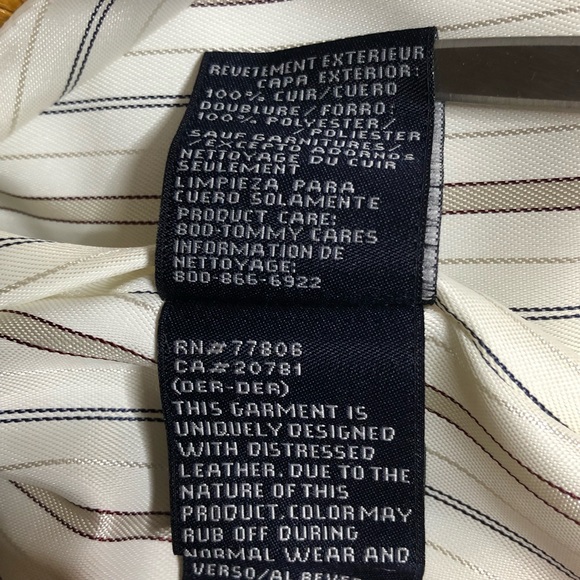 REVETEMENT EXTERIEUR
CAPA EXTERIOR:
100% CUIR/CUERO
DOUBLURE/FORRO:
100% POLYESTER/
/POLIESTER
SAUF GARNITURES/
/EXCEPTO ADORNOS
NETTOYAGE DU CUIR
SEULEMENT
LIMPIEZA PARA
CUERO SOLAMENTE
PRODUCT CARE:
800-TOMMY CARES
INFORMATION DE
NETTOYAGE:
800-866-6922
RN#77806
CA#20781
(DER-DER)
THIS GARMENT IS
UNIQUELY DESIGNED
WITH DISTRESSED
LEATHER. DUE TO THE
NATURE OF THIS
PRODUCT, COLOR MAY
RUB OFF DURING
NORMAL WEAR AND
VERSO/AL REVER